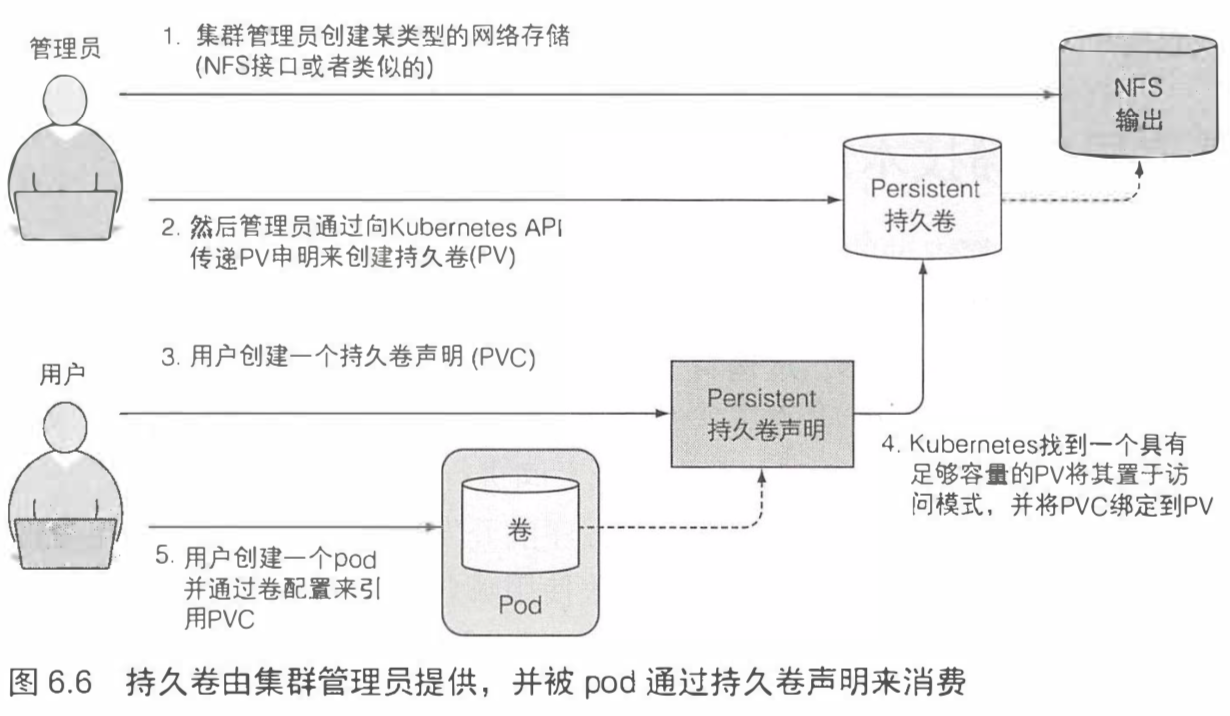 管理员
1. 集群管理员创建某类型的网络存储
(NFS接口或者类似的)
NFS
输出
Persistent
持久卷
2. 然后管理员通过向Kubernetes API
传递PV申明来创建持久卷(PV)
用户
3. 用户创建一个持久卷声明 (PVC)
Persistent
持久卷声明
4. Kubernetes找到一个具有
足够容量的PV将其置于访
问模式，并将PVC绑定到PV
卷
Pod
5. 用户创建一个pod
并通过卷配置来引
用PVC
图 6.6 持久卷由集群管理员提供，并被 pod 通过持久卷声明来消费